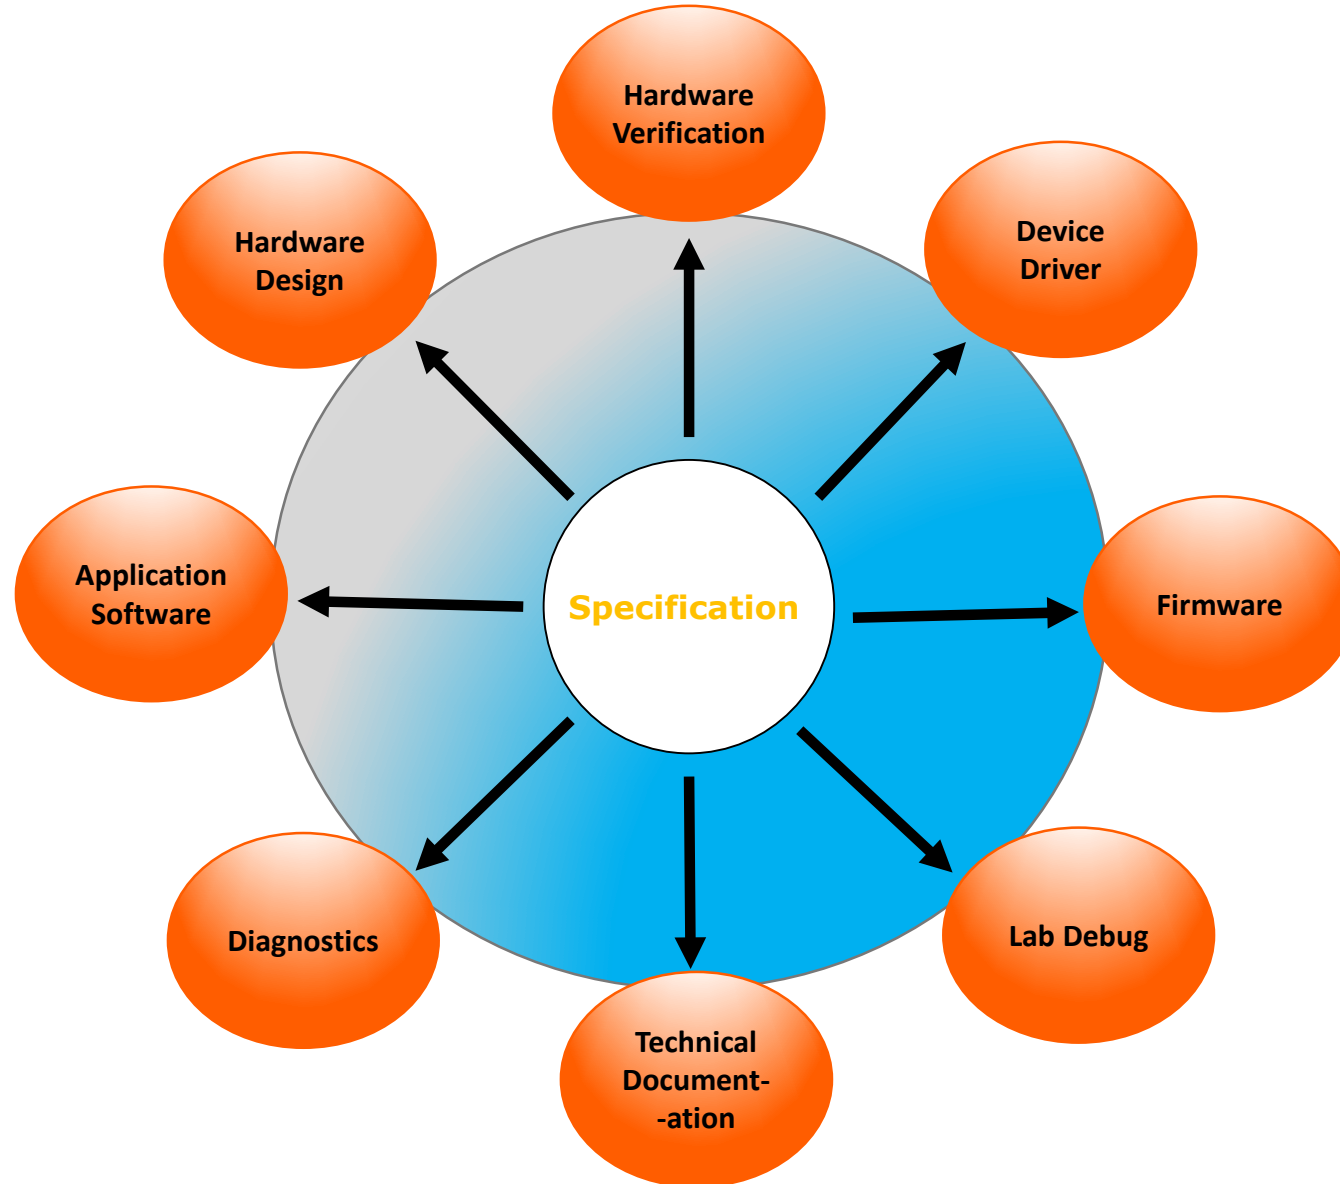 Hardware
Verification
Device
Driver
Hardware
Design
Application
Software
Specification
Firmware
Diagnostics
Lab Debug
Technical
Document-
-ation